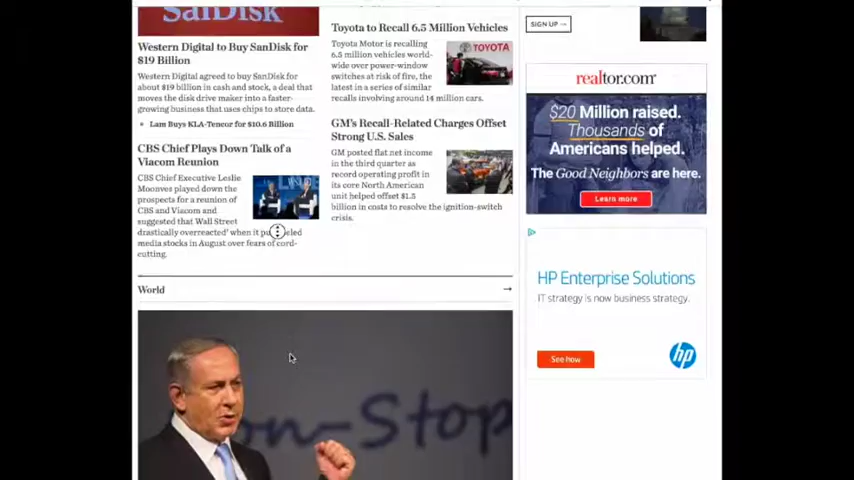 SanDisk
Western Digital to Buy SanDisk for
$19 Billion
Western Digital agreed to buy SanDisk for
about $19 billion in cash and stock, a deal that
moves the disk drive maker into a faster-
growing business that uses chips to store data.
• Lam Buys KLA-Tencor for $10.6 Billion
CBS Chief Plays Down Talk of a
Viacom Reunion
CBS Chief Executive Leslie
Moonves played down the
prospects for a reunion of
CBS and Viacom and
suggested that Wall Street
drastically overreacted' when it
media stocks in August over fears of cord-
cutting.
Toyota to Recall 6.5 Million Vehicles
Toyota Motor is recalling
6.5 million vehicles world-
wide over power-window
switches at risk of fire, the
latest in a series of similar
recalls involving around 14 million cars.
TOYOTA
GM's Recall-Related Charges Offset
Strong U.S. Sales
GM posted flat net income
in the third quarter as
record operating profit in
its core North American
unit helped offset $1.5
billion in costs to resolve the ignition-switch
crisis.
World →
on-Stop
SIGN UP →
realtor.com
$20 Million raised.
Thousands of
Americans helped.
The Good Neighbors are here.
Learn more
HP Enterprise Solutions
IT strategy is now business strategy.
See how
hp